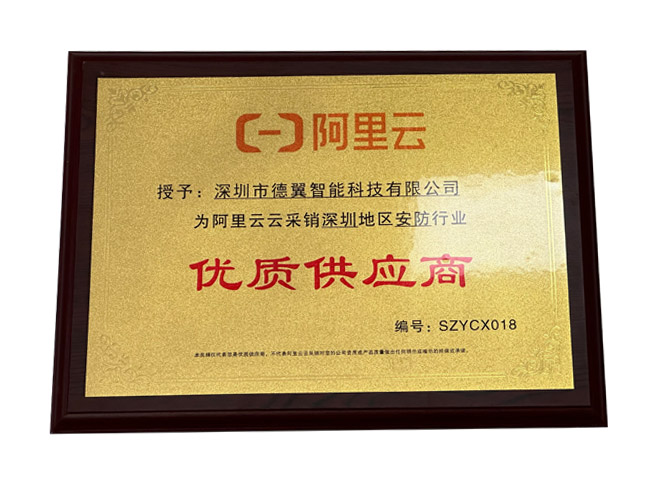 阿里云
授予：深圳市德翼智能科技有限公司
为阿里云云采销深圳地区安防行业
优质供应商
编号：SZYCX018